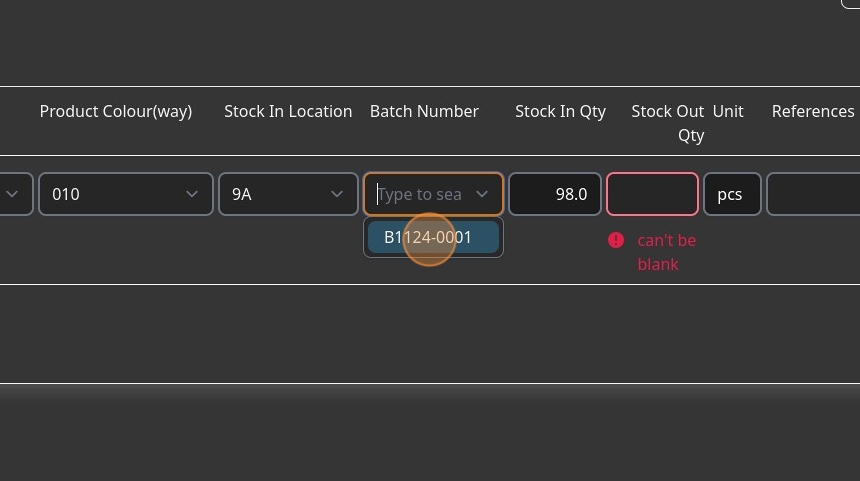 Product Colour(way) Stock In Location Batch Number Stock In Qty Stock Out Qty Unit References
010 9A Type to sea 98.0 pcs
B1124-0001
can't be
blank